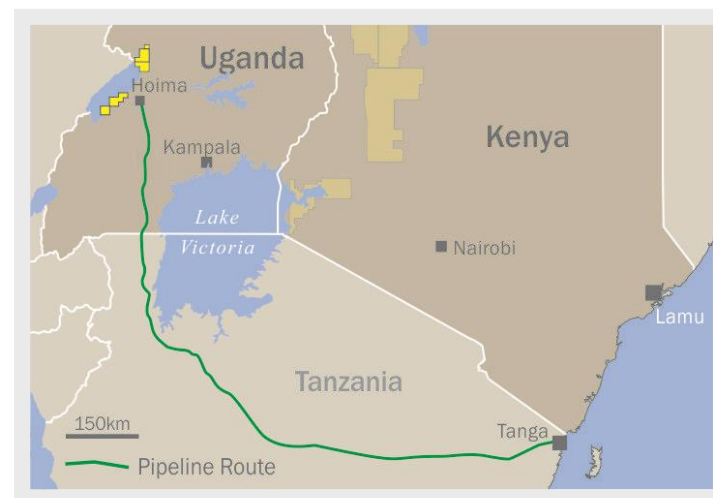 Uganda
Hoima
Kampala
Kenya
Lake
Victoria
Nairobi
Lamu
Tanzania
150km
Tanga
Pipeline Route